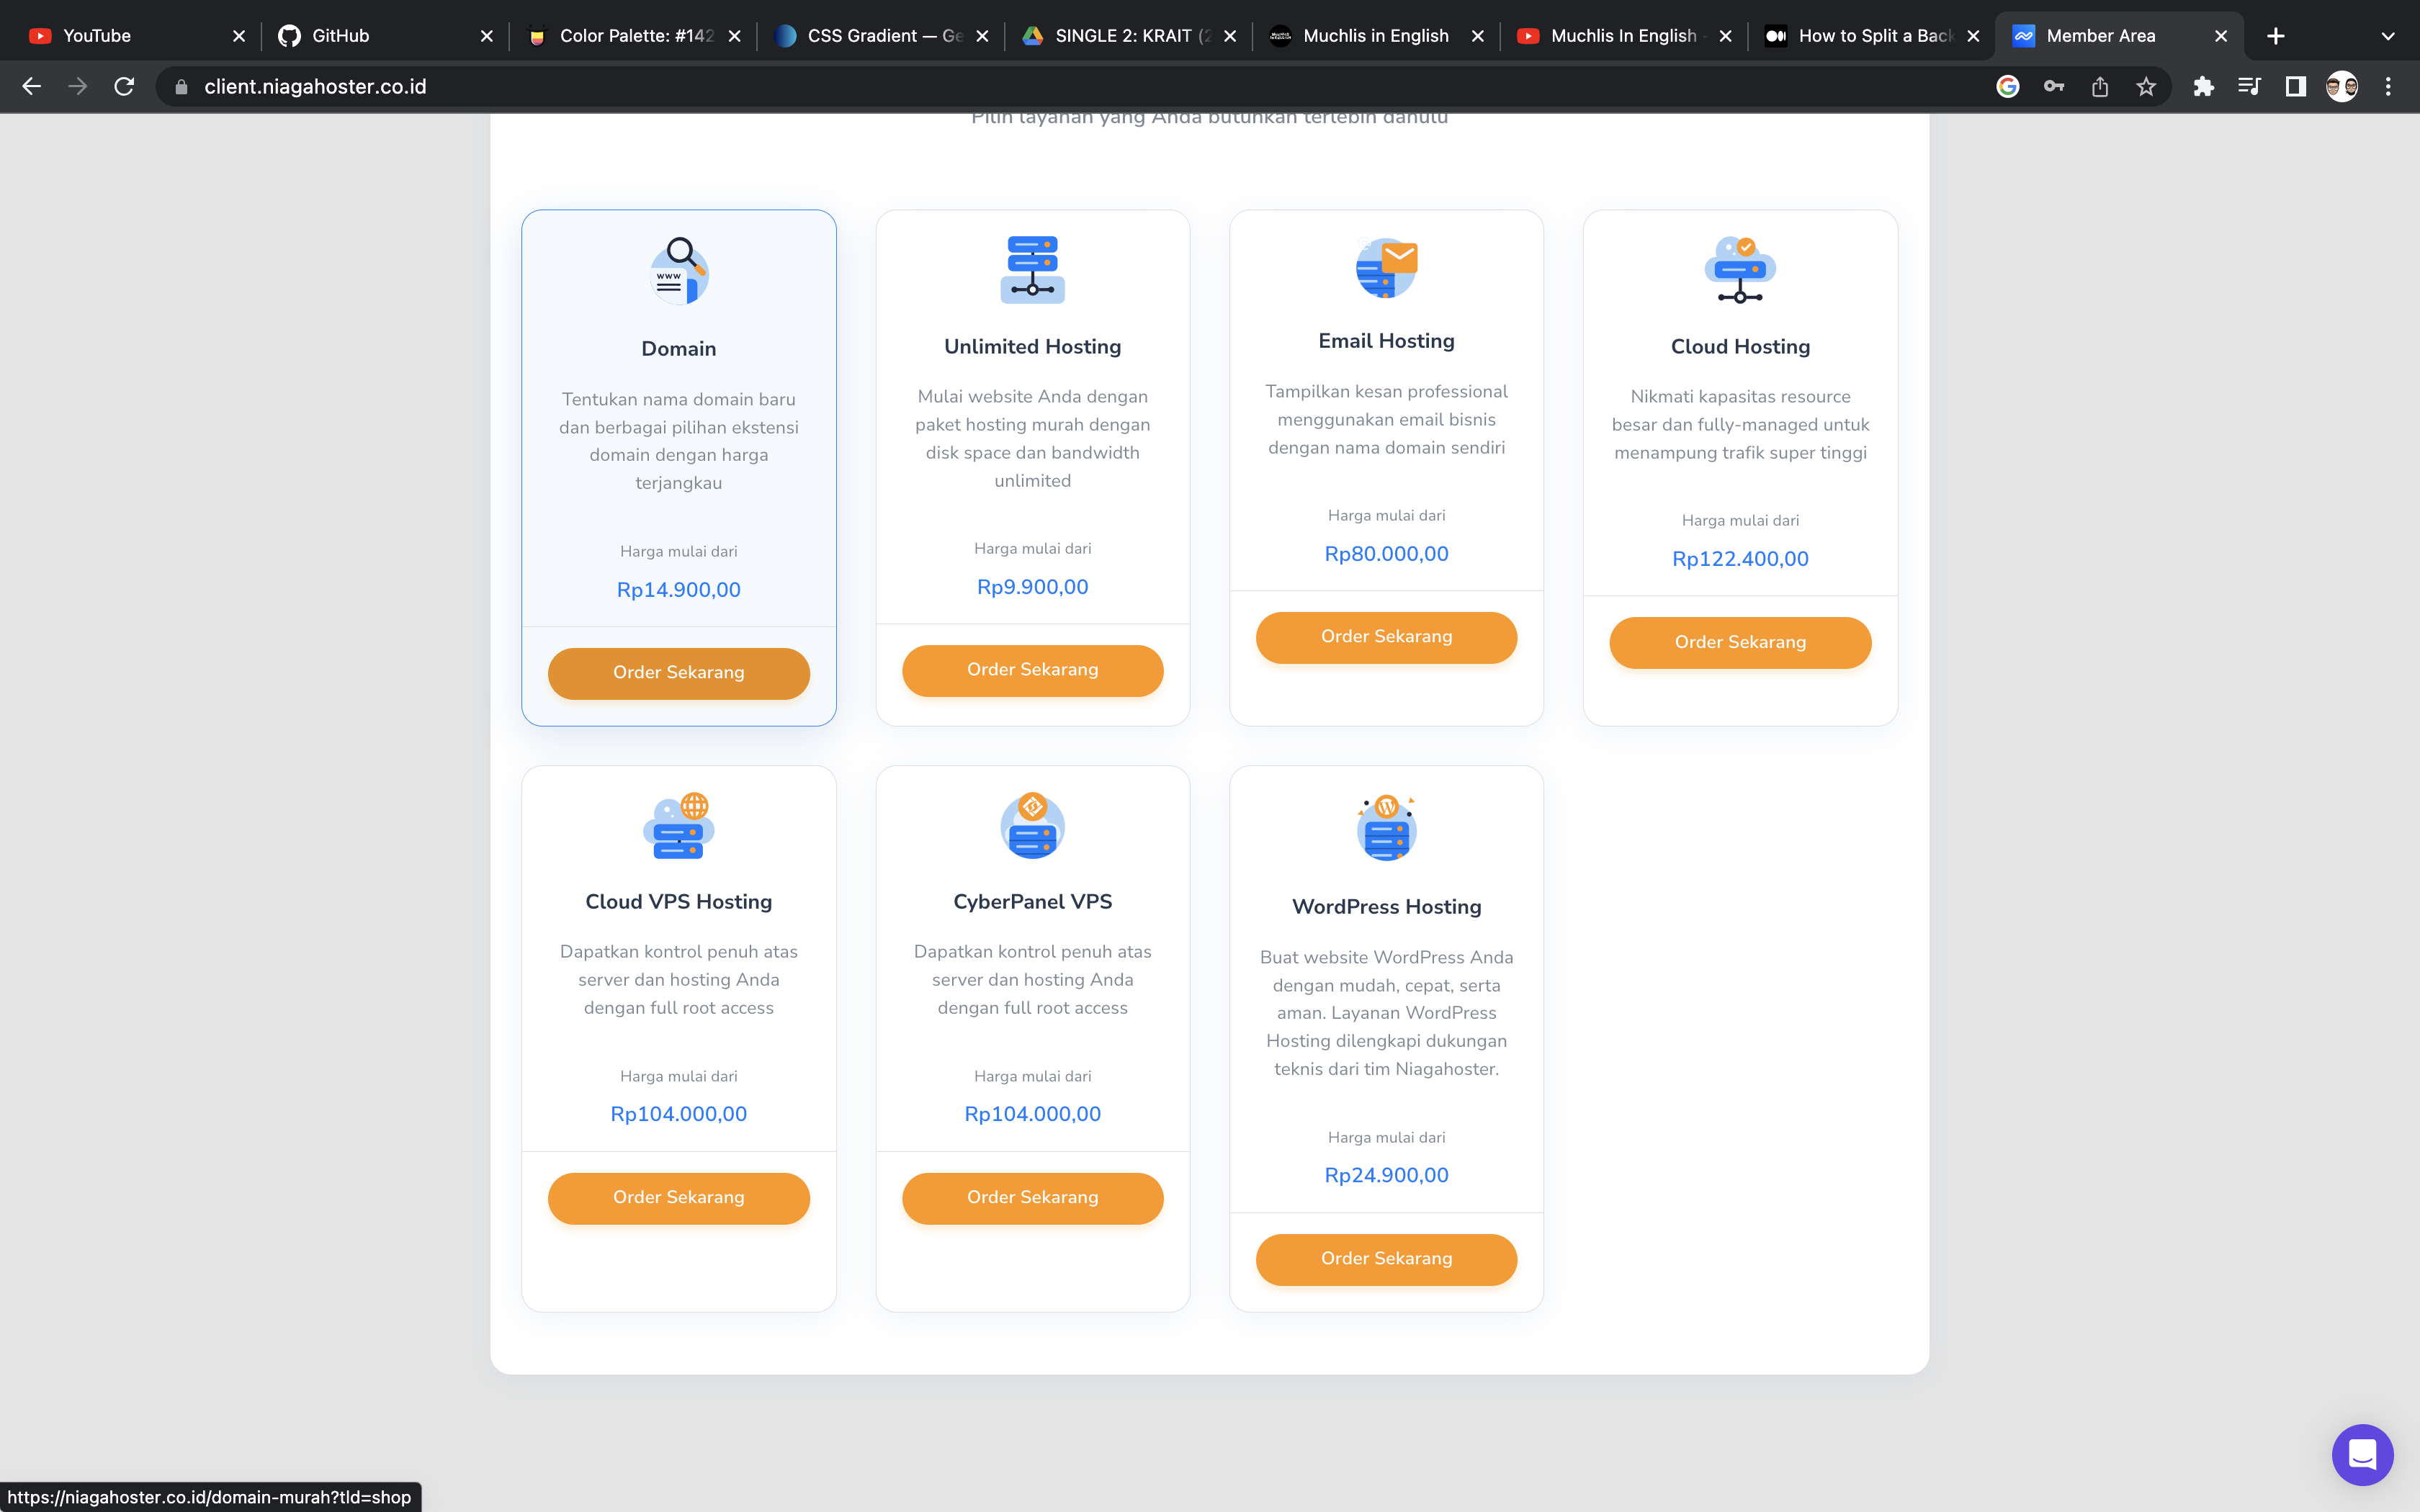 YouTube
GitHub
Color Palette: #142
CSS Gradient — Ge
SINGLE 2: KRAIT (2
Muchlis in English
Muchlis In English -
How to Split a Back
Member Area
client.niagahoster.co.id
Pilih layanan yang Anda butuhkan terlebih dahulu
www
Domain
Tentukan nama domain baru
dan berbagai pilihan ekstensi
domain dengan harga
terjangkau
Harga mulai dari
Rp14.900,00
Order Sekarang
Unlimited Hosting
Mulai website Anda dengan
paket hosting murah dengan
disk space dan bandwidth
unlimited
Harga mulai dari
Rp9.900,00
Order Sekarang
Email Hosting
Tampilkan kesan professional
menggunakan email bisnis
dengan nama domain sendiri
Harga mulai dari
Rp80.000,00
Order Sekarang
Cloud Hosting
Nikmati kapasitas resource
besar dan fully-managed untuk
menampung trafik super tinggi
Harga mulai dari
Rp122.400,00
Order Sekarang
Cloud VPS Hosting
Dapatkan kontrol penuh atas
server dan hosting Anda
dengan full root access
Harga mulai dari
Rp104.000,00
Order Sekarang
CyberPanel VPS
Dapatkan kontrol penuh atas
server dan hosting Anda
dengan full root access
Harga mulai dari
Rp104.000,00
Order Sekarang
WordPress Hosting
Buat website WordPress Anda
dengan mudah, cepat, serta
aman. Layanan WordPress
Hosting dilengkapi dukungan
teknis dari tim Niagahoster.
Harga mulai dari
Rp24.900,00
Order Sekarang
https://niagahoster.co.id/domain-murah?tld=shop